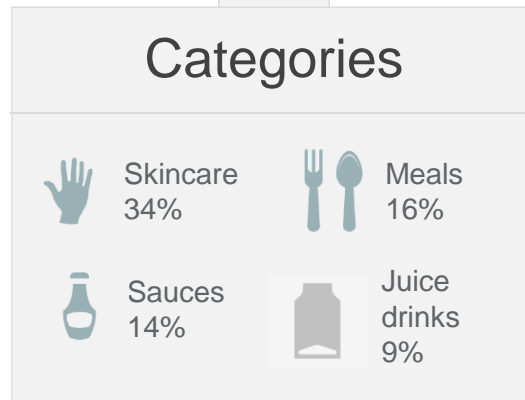 Categories
Skincare
34%
Meals
16%
Sauces
14%
Juice
drinks
9%